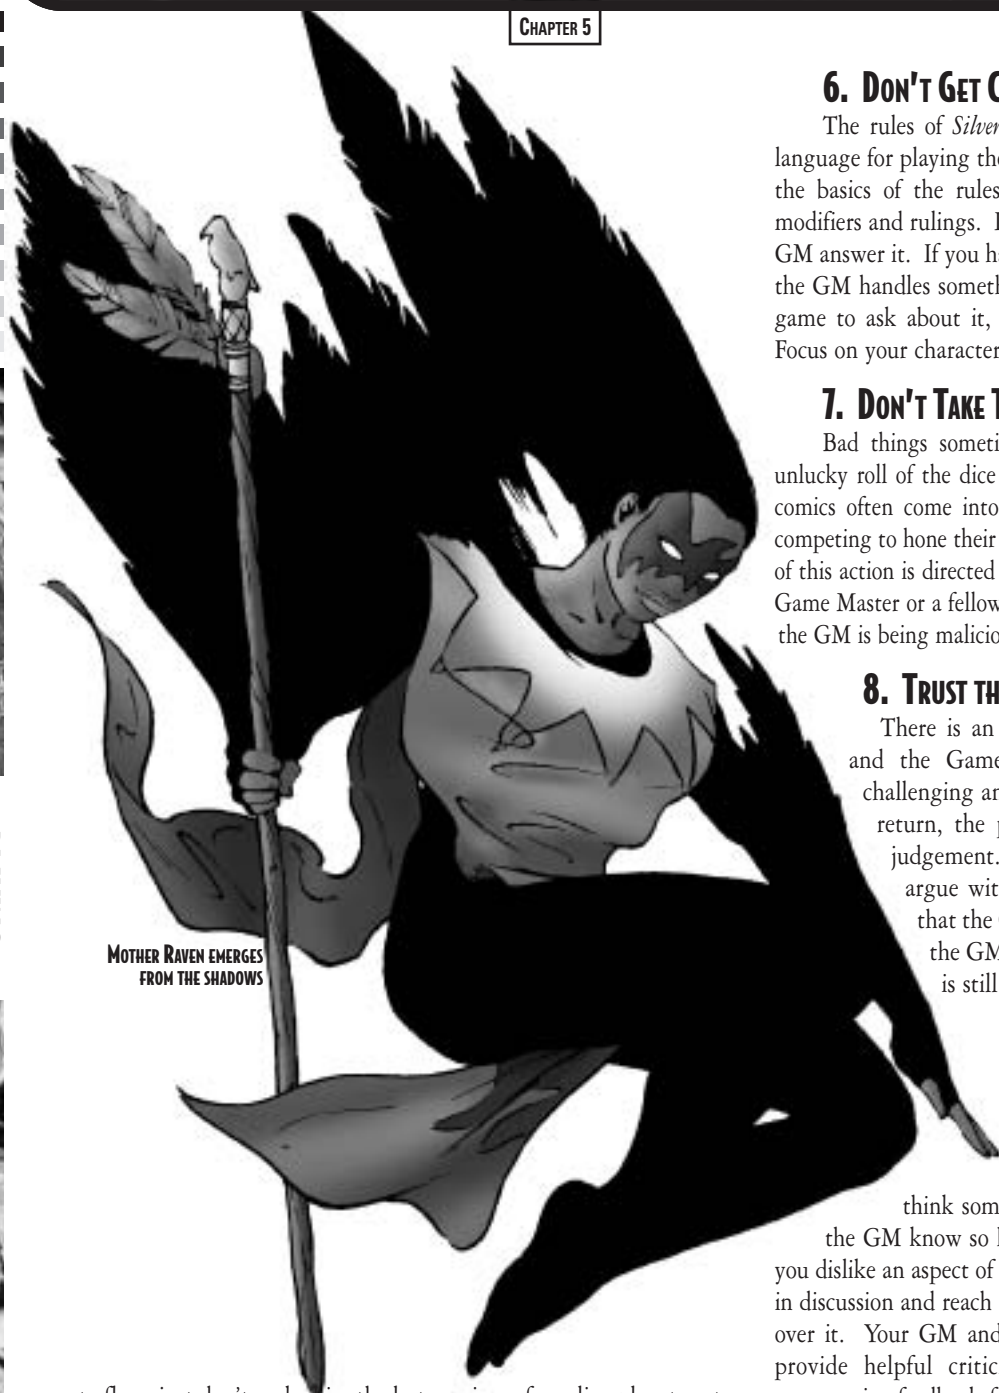 CHAPTER 5
6. DON'T GET
The rules of Silver
language for playing the
the basics of the rules
modifiers and rulings.
GM answer it. If you ha
the GM handles someth
game to ask about it,
Focus on your character
7. DON'T TAKE
Bad things someti
unlucky roll of the dice
comics often come into
competing to hone their
of this action is directed
Game Master or a fellow
the GM is being malicio
8. TRUST TH
There is an
and the Game
challenging an
return, the
judgement.
argue wit
that the
the GM
is still
think som
the GM know so
you dislike an aspect of
in discussion and reach
over it. Your GM and
provide helpful critic
MOTHER RAVEN EMERGES
FROM THE SHADOWS